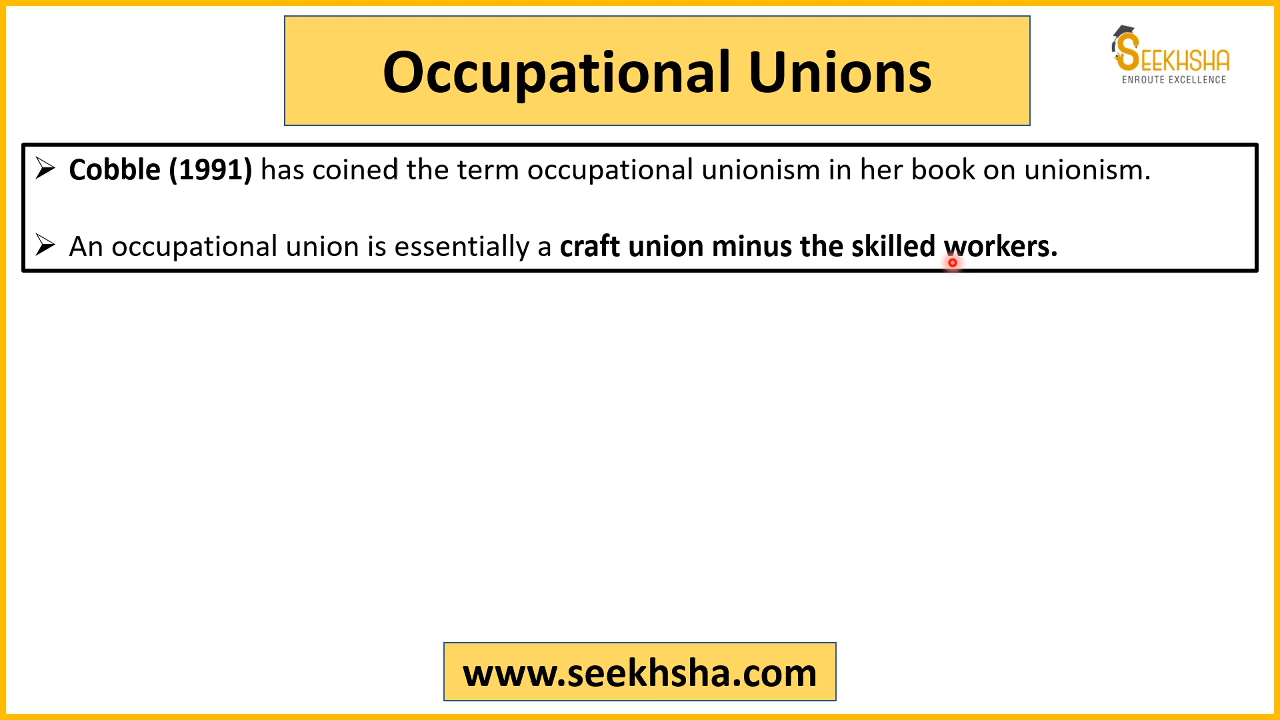 Occupational Unions
SEEKHSHA
ENROUTE EXCELLENCE
➢ Cobble (1991) has coined the term occupational unionism in her book on unionism.
➢ An occupational union is essentially a craft union minus the skilled workers.
www.seekhsha.com